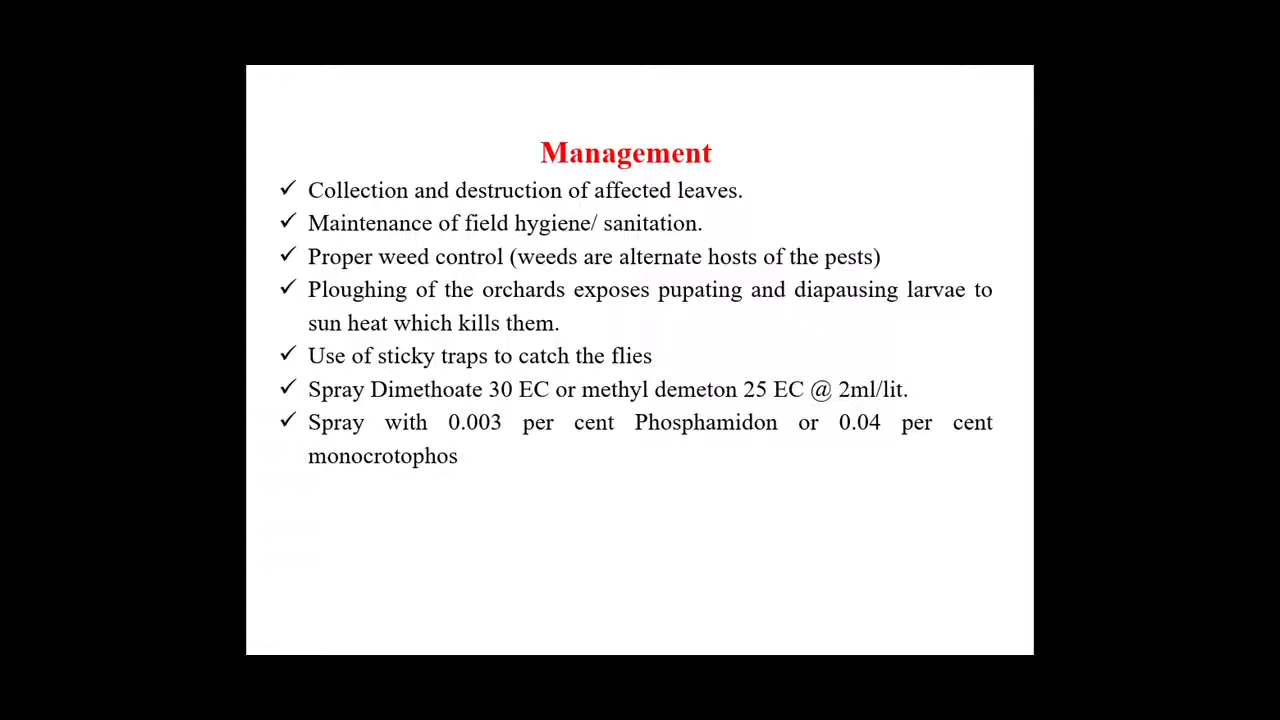 Management
✓ Collection and destruction of affected leaves.
✓ Maintenance of field hygiene/ sanitation.
✓ Proper weed control (weeds are alternate hosts of the pests)
✓ Ploughing of the orchards exposes pupating and diapausing larvae to
sun heat which kills them.
✓ Use of sticky traps to catch the flies
✓ Spray Dimethoate 30 EC or methyl demeton 25 EC @ 2ml/lit.
✓ Spray with 0.003 per cent Phosphamidon or 0.04 per cent
monocrotophos